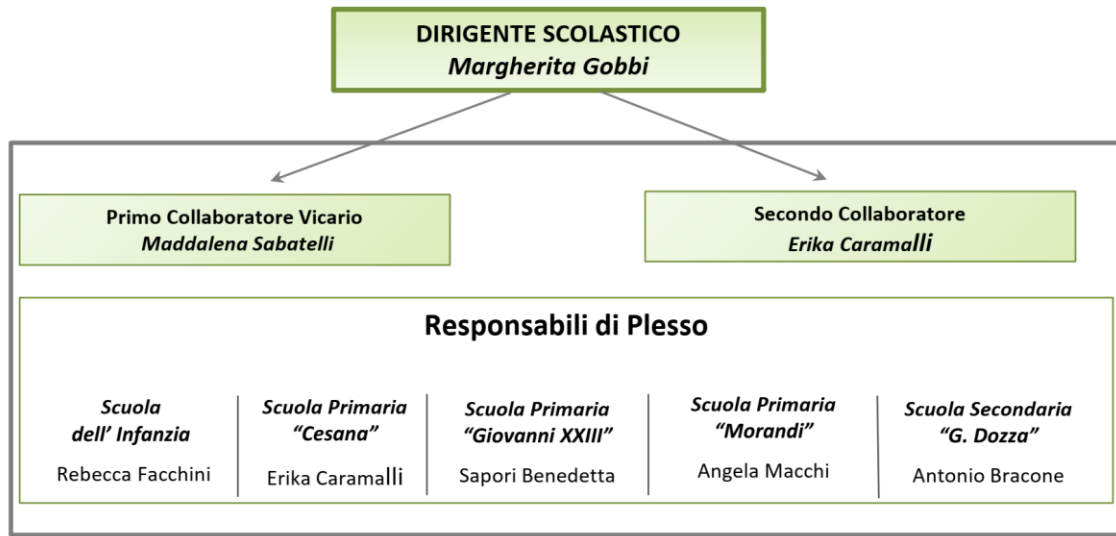 DIRIGENTE SCOLASTICO
Margherita Gobbi
Primo Collaboratore Vicario
Maddalena Sabatelli
Secondo Collaboratore
Erika Caramalli
Responsabili di Plesso
Scuola
dell’ Infanzia
Rebecca Facchini
Scuola Primaria
“Cesana”
Erika Caramalli
Scuola Primaria
“Giovanni XXIII”
Sapori Benedetta
Scuola Primaria
“Morandi”
Angela Macchi
Scuola Secondaria
“G. Dozza”
Antonio Bracone